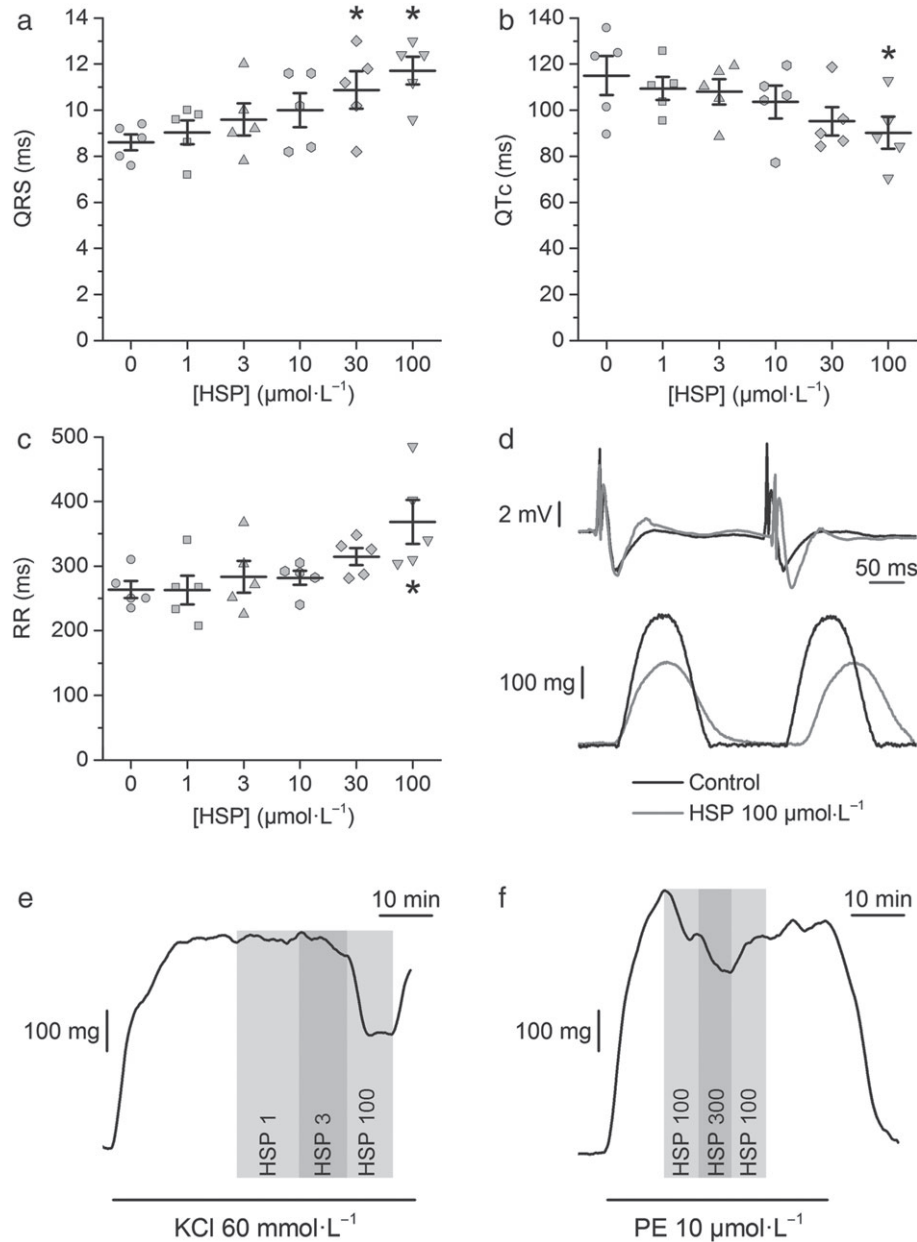 a
QRS (ms)
14
12
10
8
6
4
2
0
* *
0 1 3 10 30 100
[HSP] (µmol·L⁻¹)
b
QTc (ms)
140
120
100
80
60
40
20
0
*
0 1 3 10 30 100
[HSP] (µmol·L⁻¹)
c
RR (ms)
500
400
300
200
100
0
*
0 1 3 10 30 100
[HSP] (µmol·L⁻¹)
d
2 mV
50 ms
100 mg
Control
HSP 100 µmol·L⁻¹
e
10 min
100 mg
HSP 1
HSP 3
HSP 100
KCl 60 mmol·L⁻¹
f
10 min
100 mg
HSP 100
HSP 300
HSP 100
PE 10 µmol·L⁻¹